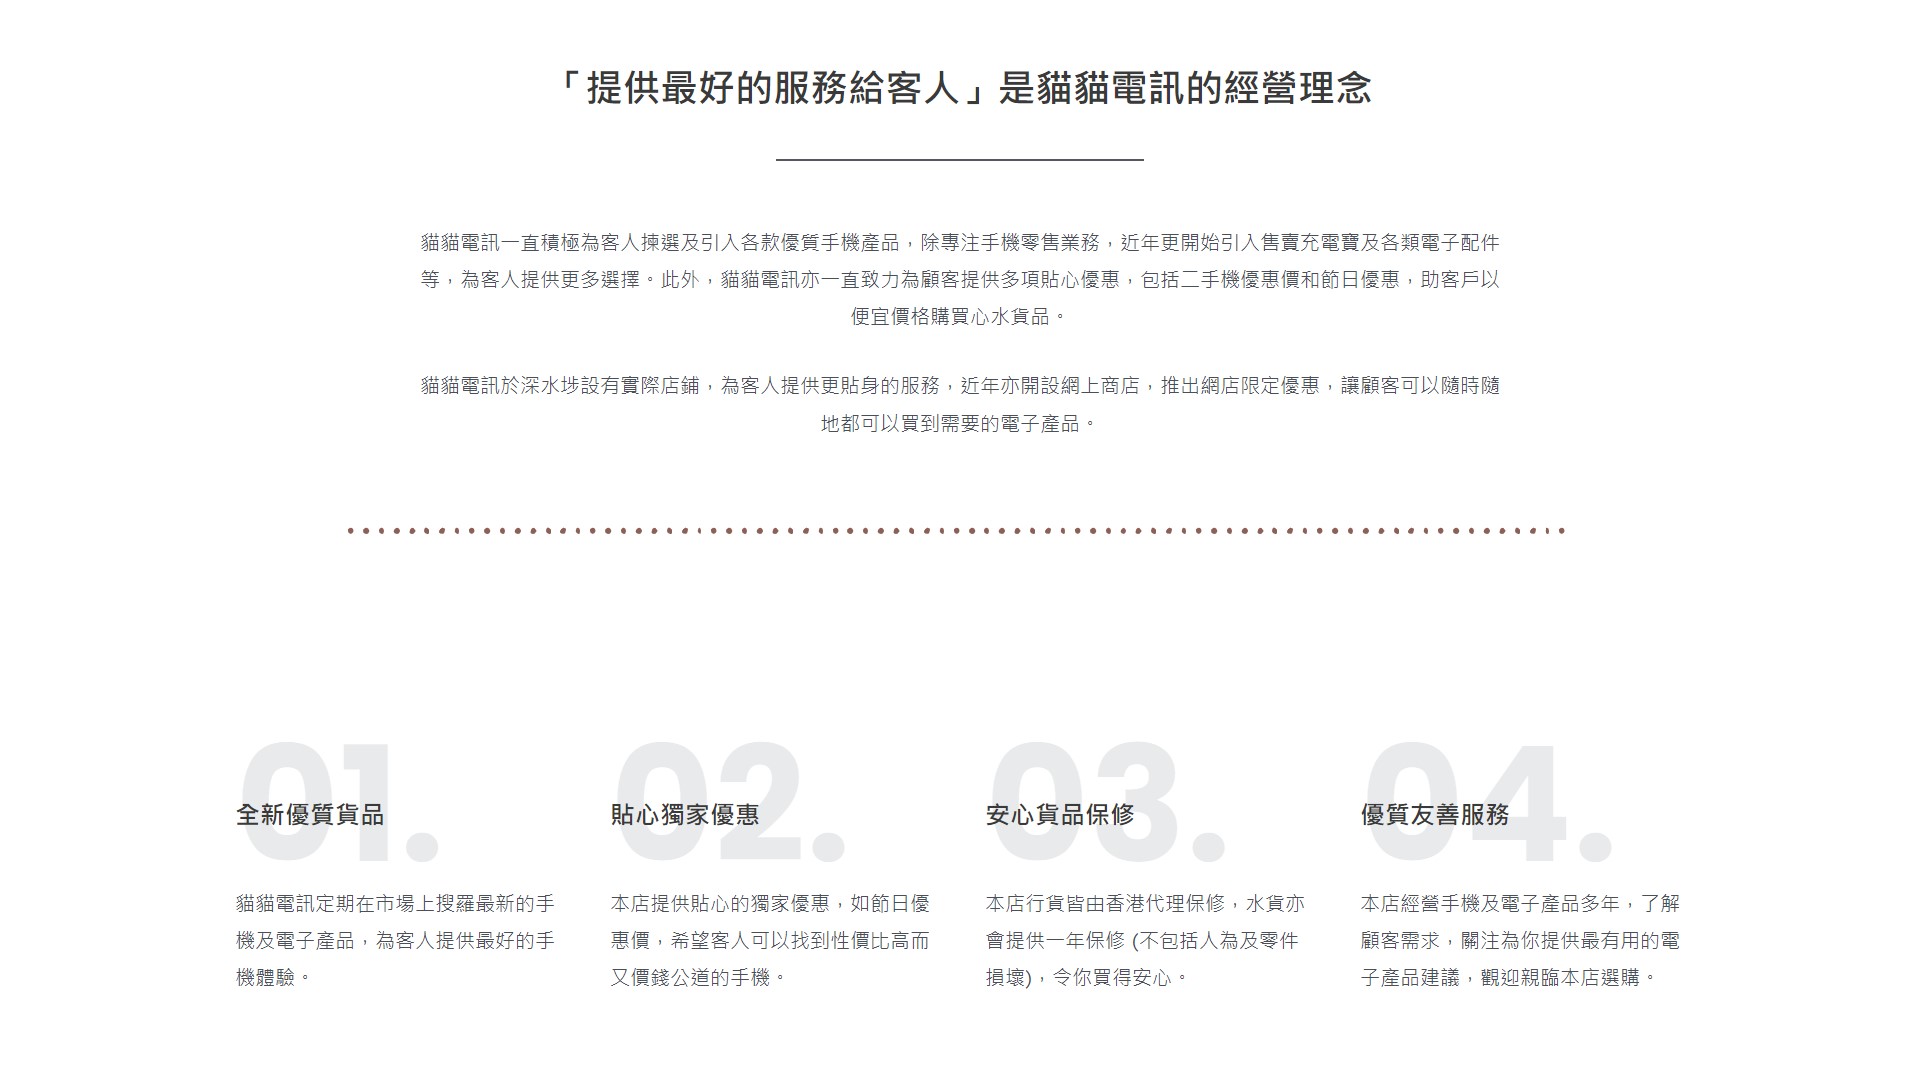 「提供最好的服務給客人」是貓貓電訊的經營理念
貓貓電訊一直積極為客人揀選及引入各款優質手機產品，除專注手機零售業務，近年更開始引入售賣充電寶及各類電子配件
等，為客人提供更多選擇。此外，貓貓電訊亦一直致力為顧客提供多項貼心優惠，包括二手機優惠價和節日優惠，助客戶以
便宜價格購買心水貨品。
貓貓電訊於深水埗設有實際店鋪，為客人提供更貼身的服務，近年亦開設網上商店，推出網店限定優惠，讓顧客可以隨時隨
地都可以買到需要的電子產品。
01.
全新優質貨品
貓貓電訊定期在市場上搜羅最新的手
機及電子產品，為客人提供最好的手
機體驗。
02.
貼心獨家優惠
本店提供貼心的獨家優惠，如節日優
惠價，希望客人可以找到性價比高而
又價錢公道的手機。
03.
安心貨品保修
本店行貨皆由香港代理保修，水貨亦
會提供一年保修 (不包括人為及零件
損壞)，令你買得安心。
04.
優質友善服務
本店經營手機及電子產品多年，了解
顧客需求，關注為你提供最有用的電
子產品建議，觀迎親臨本店選購。